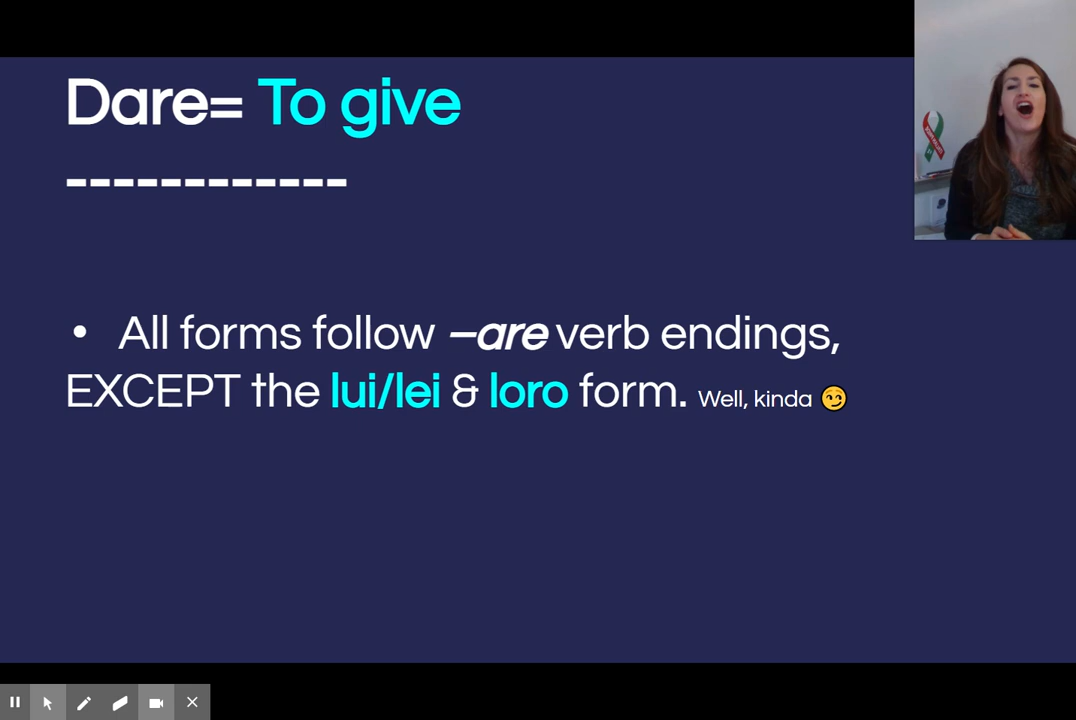 Dare= To give
------------
• All forms follow –are verb endings,
EXCEPT the lui/lei & loro form. Well, kinda 😏